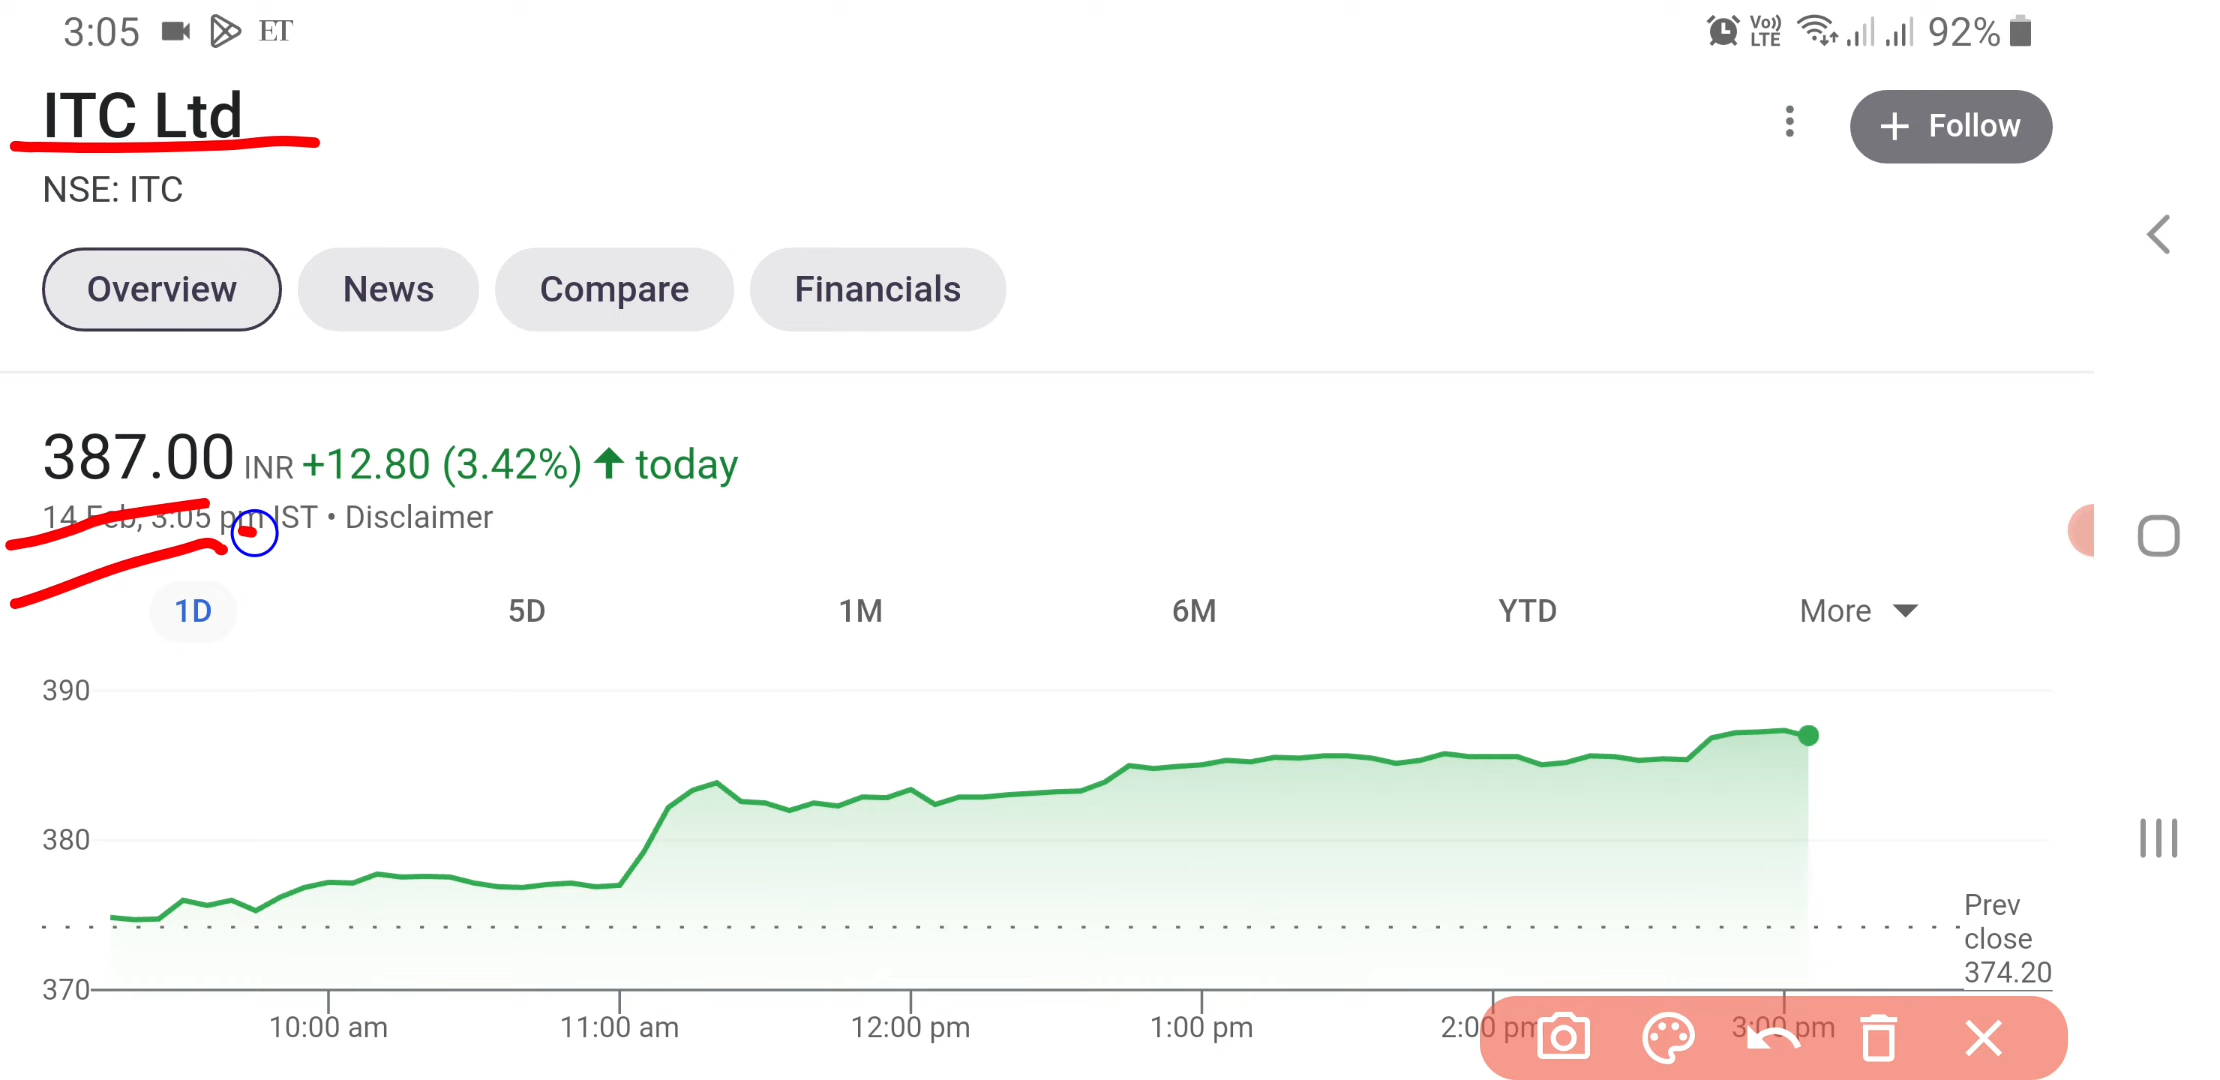 3:05 ET Vo)) LTE 92%
ITC Ltd
+ Follow
NSE: ITC
Overview News Compare Financials
387.00 INR +12.80 (3.42%) ↑ today
14 Feb, 3:05 pm IST • Disclaimer
1D 5D 1M 6M YTD More
390
380
370
Prev
close
374.20
10:00 am 11:00 am 12:00 pm 1:00 pm 2:00 pm 3:00 pm